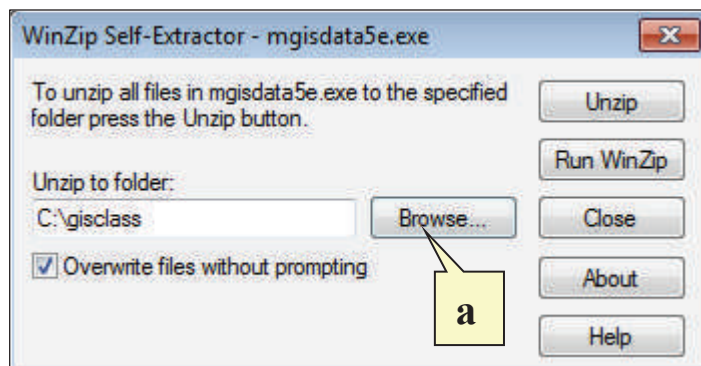 WinZip Self-Extractor - mgisdata5e.exe
To unzip all files in mgisdata5e.exe to the specified
folder press the Unzip button.
Unzip to folder:
C:\gisclass
Browse...
Overwrite files without prompting
a
Unzip
Run WinZip
Close
About
Help